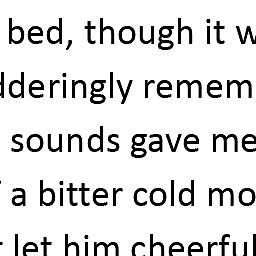 bed, though it w
dderingly remem
sounds gave me
a bitter cold mo
let him cheerful